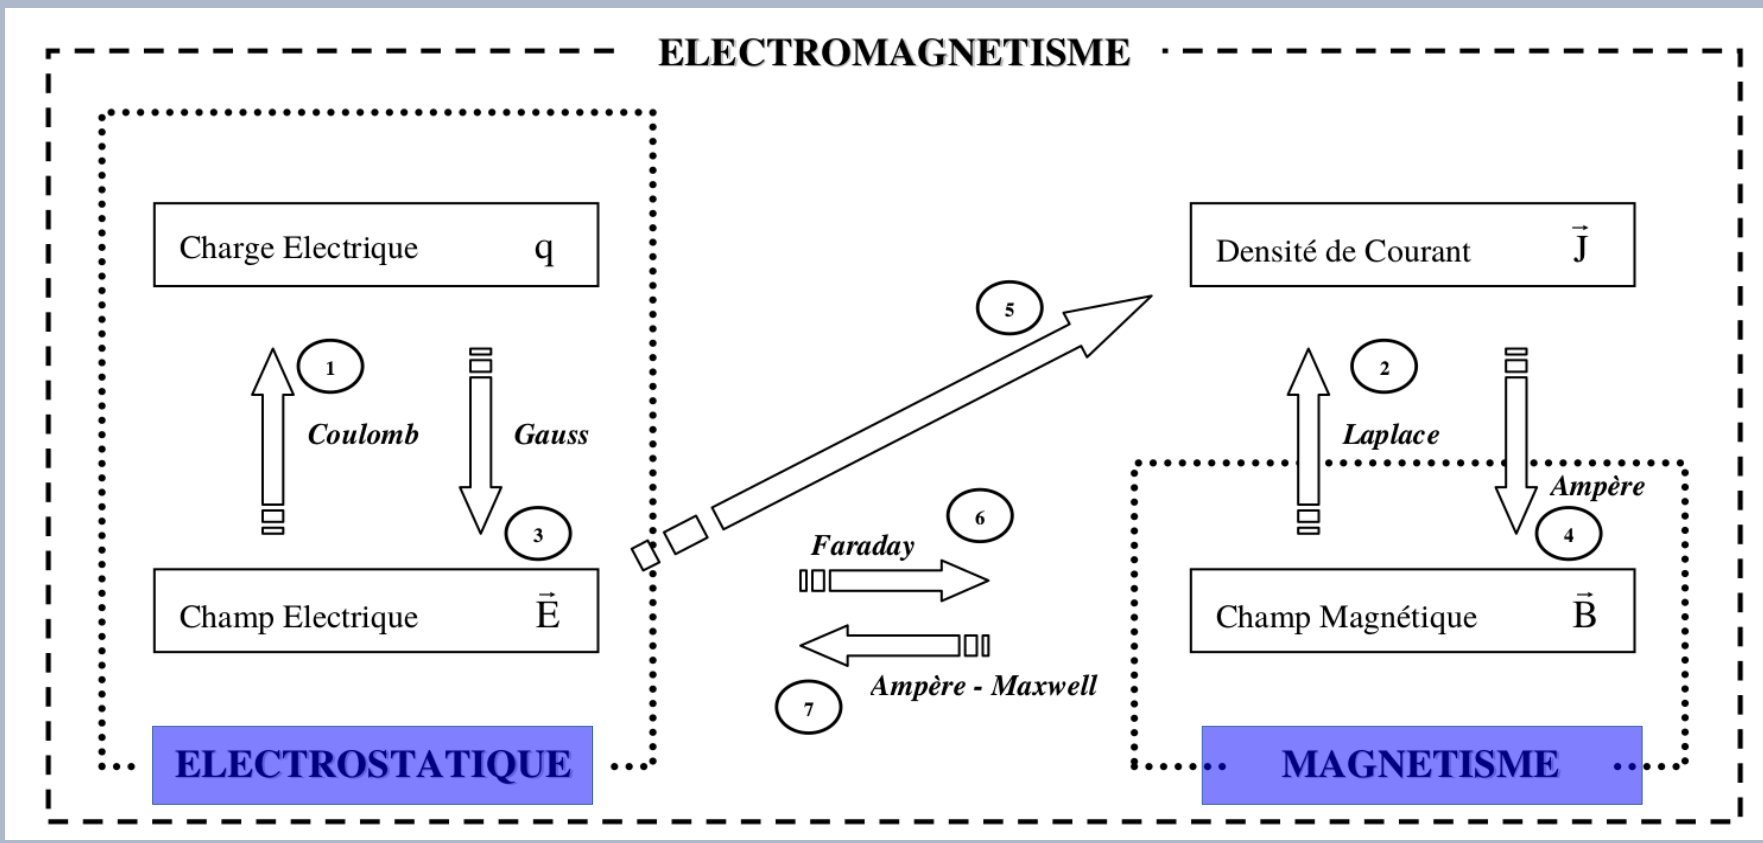 ELECTROMAGNETISME
Charge Electrique q
Densité de Courant J⃗
5
1
2
Coulomb
Gauss
Laplace
Ampère
3
6
4
Faraday
Champ Electrique E⃗
Champ Magnétique B⃗
Ampère - Maxwell
7
ELECTROSTATIQUE
MAGNETISME